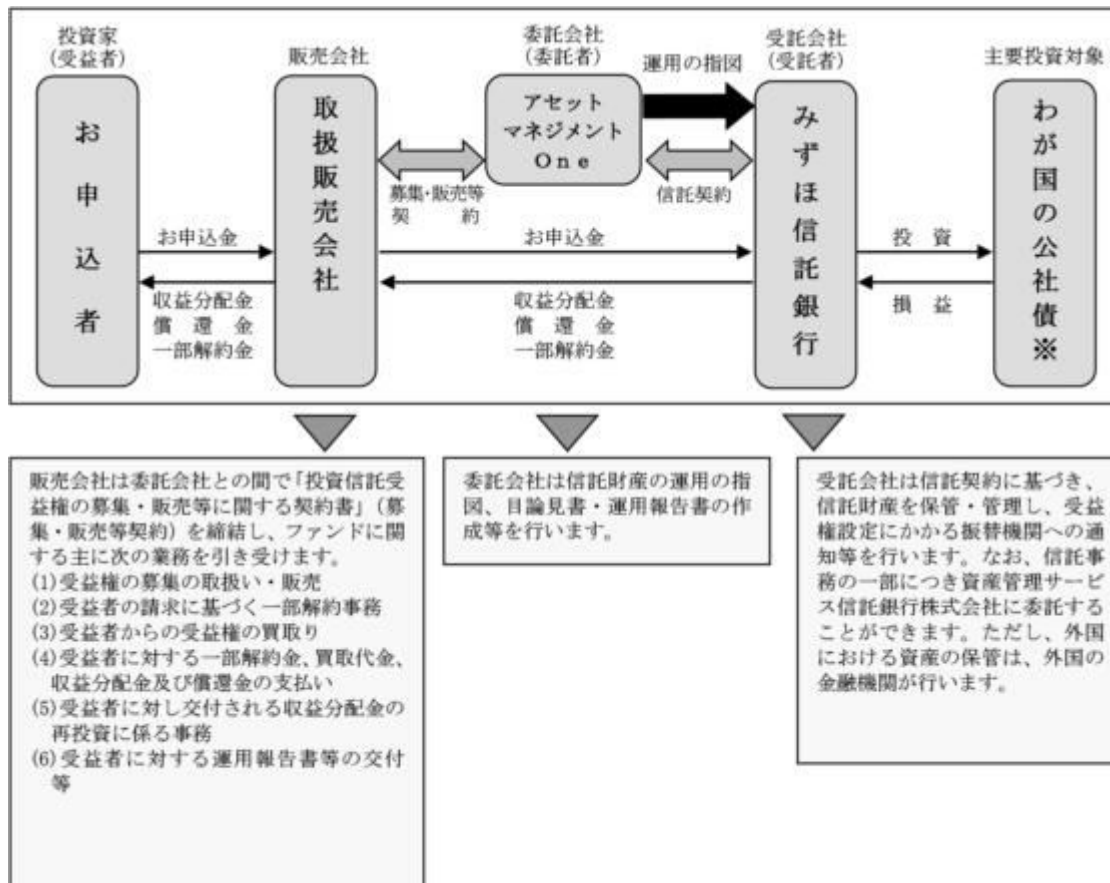 投資家
(受益者)
販売会社
委託会社
(委託者)
運用の指図
受託会社
(受託者)
主要投資対象
お申込者
取扱販売会社
アセット
マネジメント
One
みずほ信託銀行
わが国の公社債※
募集・販売等
契約
信託契約
お申込金
お申込金
投資
収益分配金
償還金
一部解約金
収益分配金
償還金
一部解約金
損益
販売会社は委託会社との間で「投資信託受
益権の募集・販売等に関する契約書」(募
集・販売等契約)を締結し、ファンドに関
する主に次の業務を引き受けます。
(1)受益権の募集の取扱い・販売
(2)受益者の請求に基づく一部解約事務
(3)受益者からの受益権の買取り
(4)受益者に対する一部解約金、買取代金、
収益分配金及び償還金の支払い
(5)受益者に対し交付される収益分配金の
再投資に係る事務
(6)受益者に対する運用報告書等の交付
等
委託会社は信託財産の運用の指
図、目論見書・運用報告書の作
成等を行います。
受託会社は信託契約に基づき、
信託財産を保管・管理し、受益
権設定にかかる振替機関への通
知等を行います。なお、信託事
務の一部につき資産管理サービ
ス信託銀行株式会社に委託する
ことができます。ただし、外国
における資産の保管は、外国の
金融機関が行います。